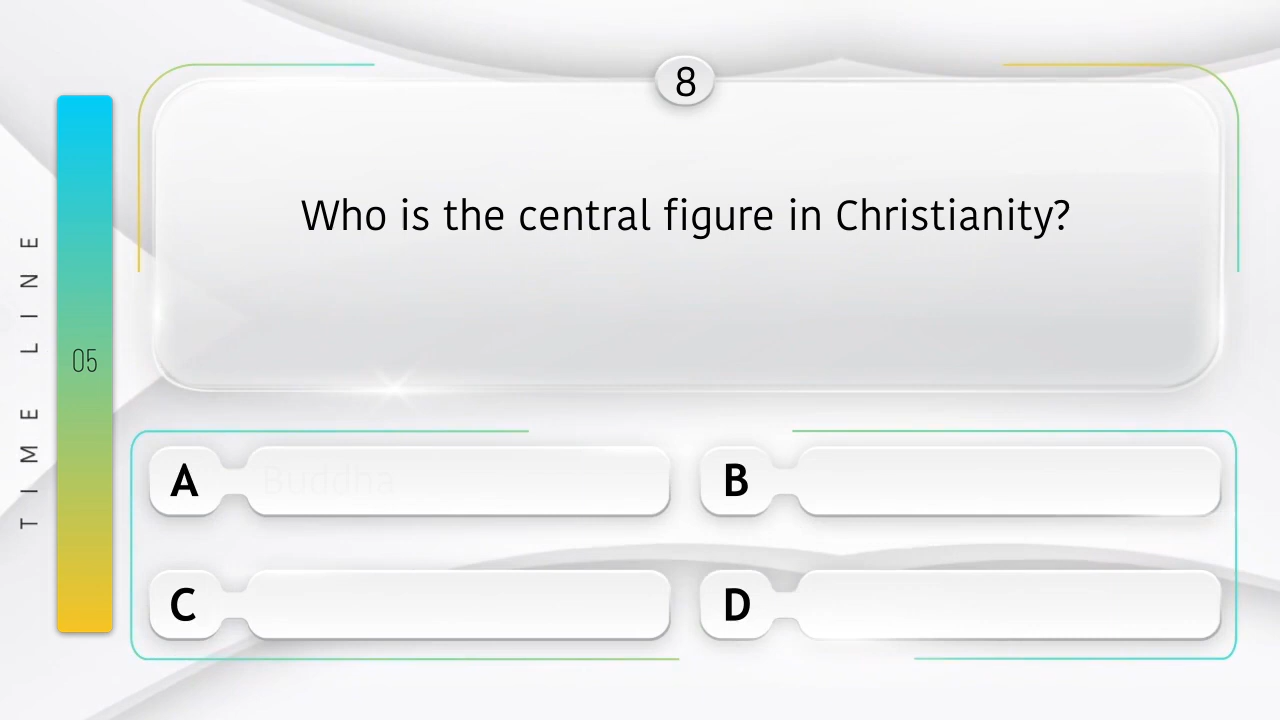 8
Who is the central figure in Christianity?
TIME LINE
05
A Buddha
B
C
D